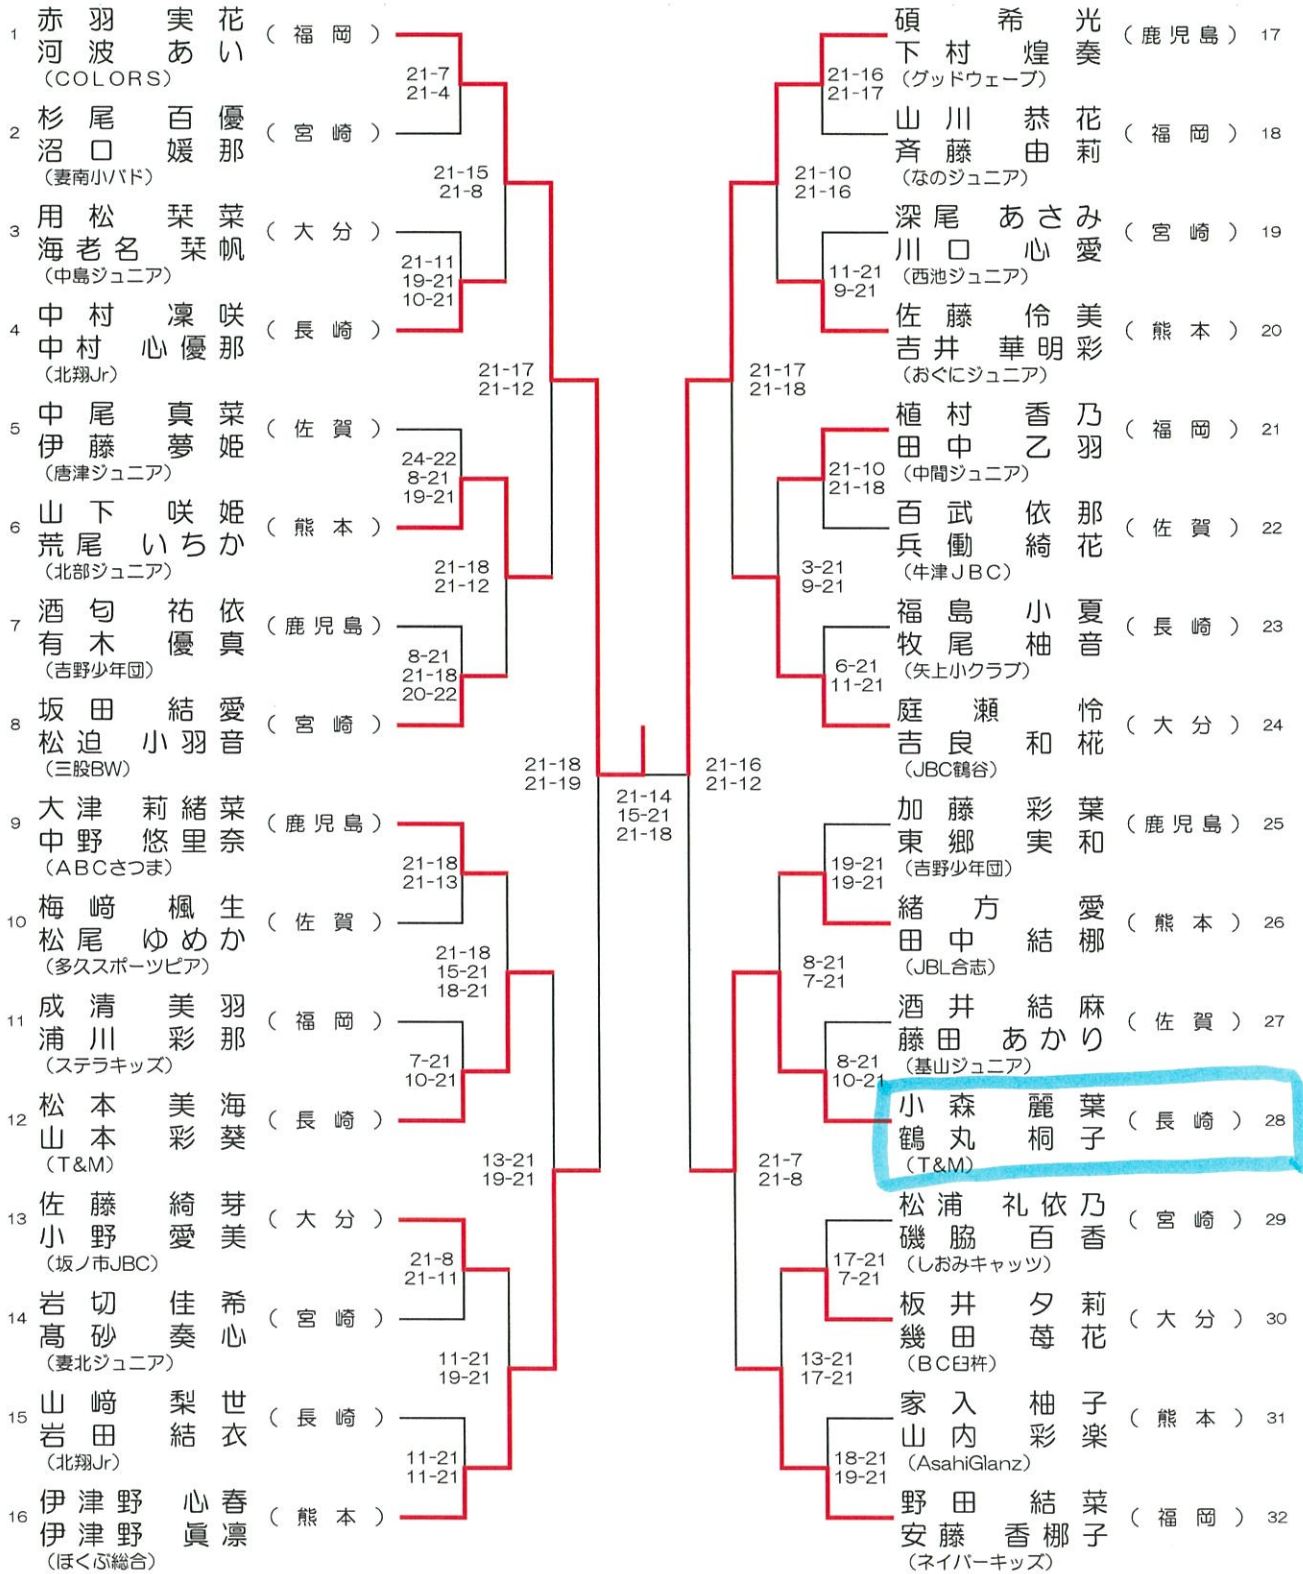 1 赤羽 実花 (福岡)
河波 あい
(COLORS)
21-7
21-4
2 杉尾 百優 (宮崎)
沼口 媛那
(妻南小バド)
21-15
21-8
3 用松 栞菜 (大分)
海老名 栞帆
(中島ジュニア)
21-11
19-21
10-21
4 中村 凜咲 (長崎)
中村 心優那
(北翔Jr)
21-17
21-12
5 中尾 真菜 (佐賀)
伊藤 夢姫
(唐津ジュニア)
24-22
8-21
19-21
6 山下 咲姫 (熊本)
荒尾 いちか
(北部ジュニア)
21-18
21-12
7 酒匂 祐依 (鹿児島)
有木 優真
(吉野少年団)
8-21
21-18
20-22
8 坂田 結愛 (宮崎)
松迫 小羽音
(三股BW)
21-18
21-19
9 大津 莉緒菜 (鹿児島)
中野 悠里奈
(ABCさつま)
21-18
21-13
10 梅﨑 楓生 (佐賀)
松尾 ゆめか
(多久スポーツピア)
21-18
15-21
18-21
11 成清 美羽 (福岡)
浦川 彩那
(ステラキッズ)
7-21
10-21
12 松本 美海 (長崎)
山本 彩葵
(T&M)
13-21
19-21
13 佐藤 綺芽 (大分)
小野 愛美
(坂ノ市JBC)
21-8
21-11
14 岩切 佳希 (宮崎)
髙砂 奏心
(妻北ジュニア)
11-21
19-21
15 山﨑 梨世 (長崎)
岩田 結衣
(北翔Jr)
11-21
11-21
16 伊津野 心春 (熊本)
伊津野 眞凛
(ほくぶ総合)
21-14
15-21
21-18
碩 希光 (鹿児島) 17
下村 煌奏
(グッドウェーブ)
21-16
21-17
山川 恭花 (福岡) 18
斉藤 由莉
(なのジュニア)
21-10
21-16
深尾 あさみ (宮崎) 19
川口 心愛
(西池ジュニア)
11-21
9-21
佐藤 伶美 (熊本) 20
吉井 華明彩
(おぐにジュニア)
21-17
21-18
植村 香乃 (福岡) 21
田中 乙羽
(中間ジュニア)
21-10
21-18
百武 依那 (佐賀) 22
兵働 綺花
(牛津JBC)
3-21
9-21
福島 小夏 (長崎) 23
牧尾 柚音
(矢上小クラブ)
6-21
11-21
庭瀬 怜 (大分) 24
吉良 和椛
(JBC鶴谷)
21-16
21-12
加藤 彩葉 (鹿児島) 25
東郷 実和
(吉野少年団)
19-21
19-21
緒方 愛 (熊本) 26
田中 結梛
(JBL合志)
8-21
7-21
酒井 結麻 (佐賀) 27
藤田 あかり
(基山ジュニア)
8-21
10-21
小森 麗葉 (長崎) 28
鶴丸 桐子
(T&M)
21-7
21-8
松浦 礼依乃 (宮崎) 29
磯脇 百香
(しおみキャッツ)
17-21
7-21
板井 夕莉 (大分) 30
幾田 苺花
(BC臼杵)
13-21
17-21
家入 柚子 (熊本) 31
山内 彩楽
(AsahiGlanz)
18-21
19-21
野田 結菜 (福岡) 32
安藤 香梛子
(ネイバーキッズ)